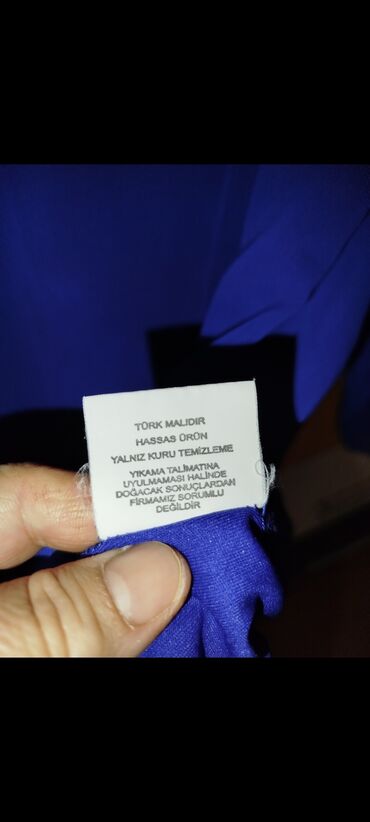 TÜRK MALIDIR
HASSAS ÜRÜN
YALNIZ KURU TEMİZLEME
YIKAMA TALİMATINA
UYULMAMASI HALİNDE
DOĞACAK SONUÇLARDAN
FİRMAMIZ SORUMLU
DEĞİLDİR